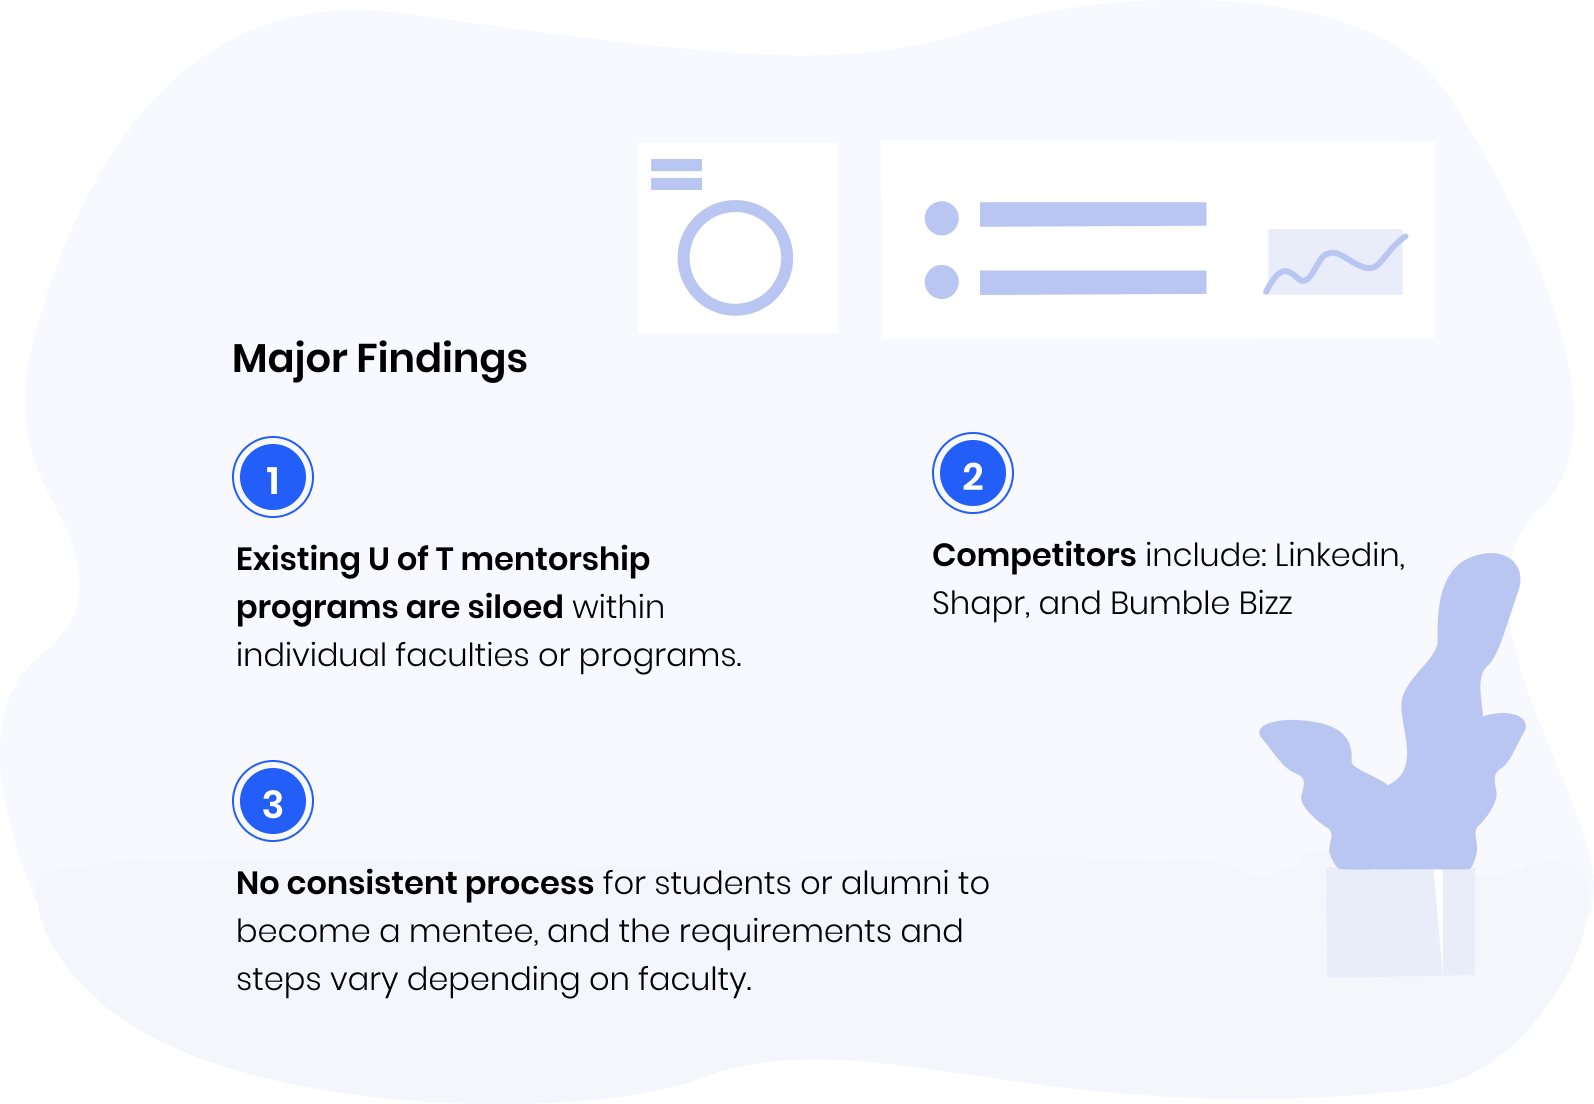 Major Findings
1
Existing U of T mentorship
programs are siloed within
individual faculties or programs.
2
Competitors include: Linkedin,
Shapr, and Bumble Bizz
3
No consistent process for students or alumni to
become a mentee, and the requirements and
steps vary depending on faculty.